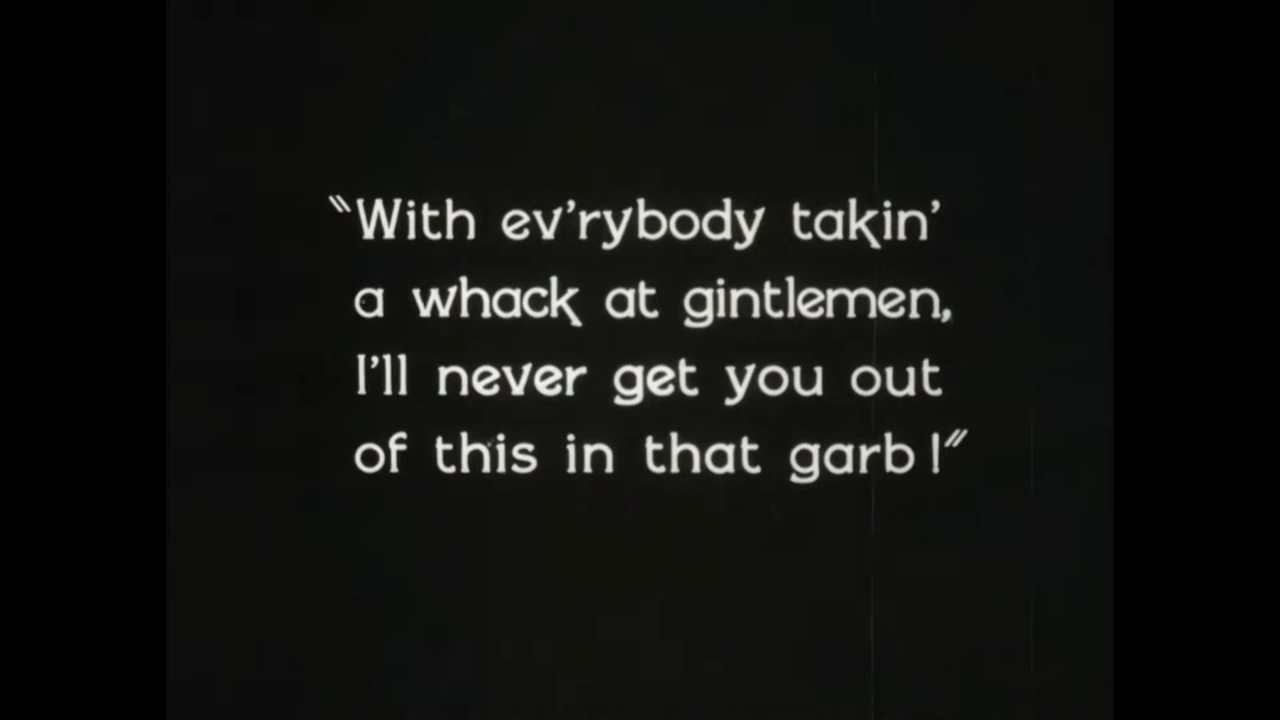 "With ev'rybody takin'
a whack at gintlemen,
I'll never get you out
of this in that garb!"